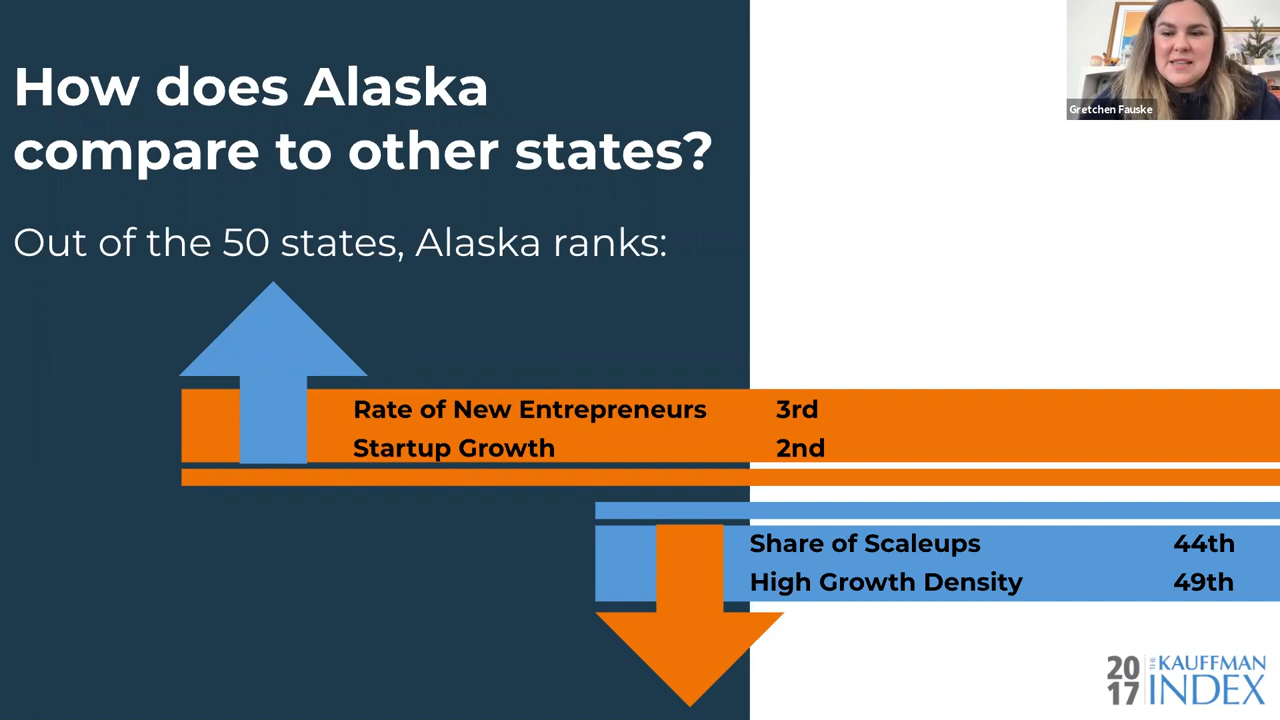 How does Alaska
compare to other states?
Gretchen Fauske
Out of the 50 states, Alaska ranks:
Rate of New Entrepreneurs 3rd
Startup Growth 2nd
Share of Scaleups 44th
High Growth Density 49th
2017 THE KAUFFMAN
INDEX